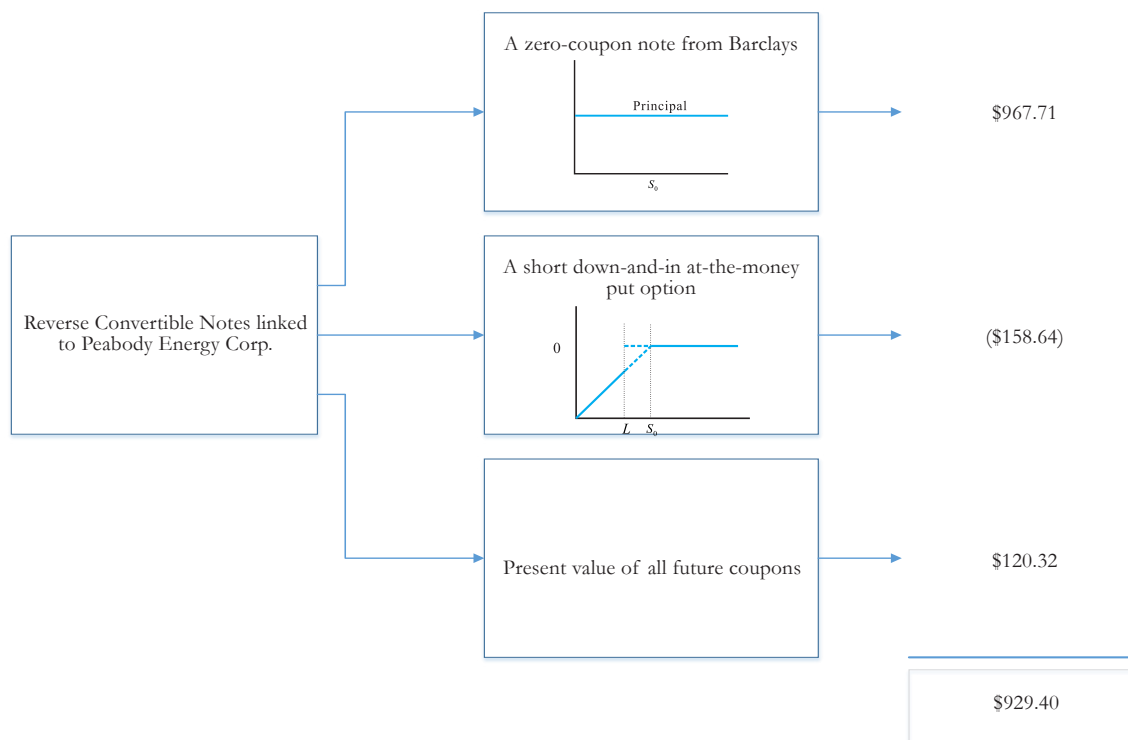 A zero-coupon note from Barclays
Principal
S₀
$967.71
Reverse Convertible Notes linked
to Peabody Energy Corp.
A short down-and-in at-the-money
put option
0
L S₀
($158.64)
Present value of all future coupons
$120.32
$929.40